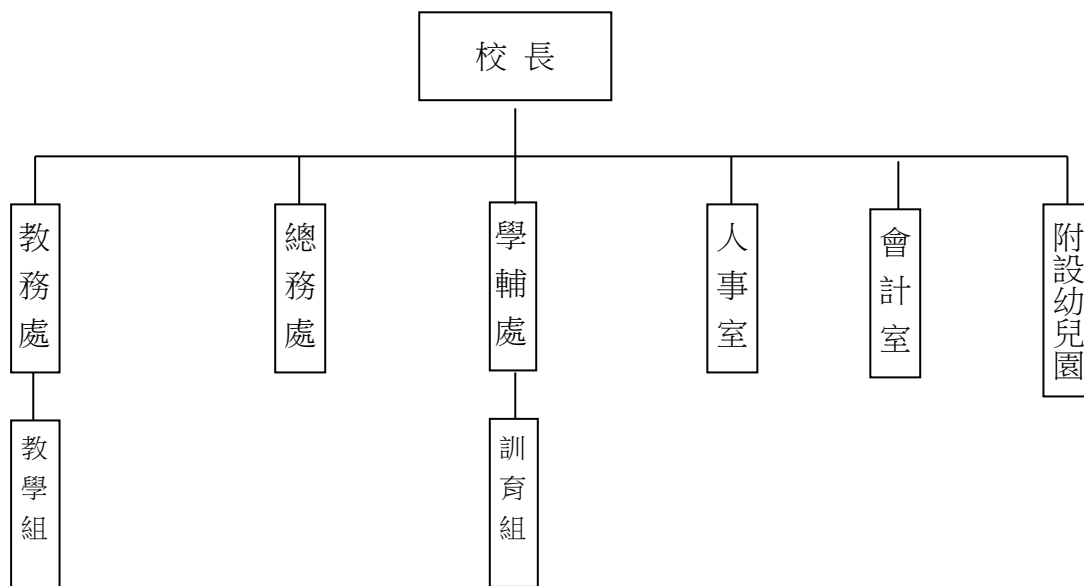 校長
教務處
總務處
學輔處
人事室
會計室
附設幼兒園
教學組
訓育組